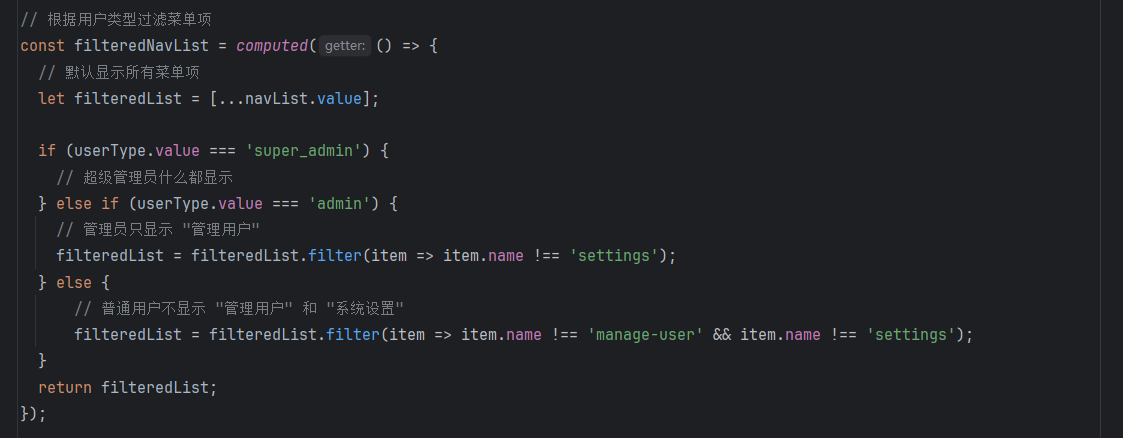 // 根据用户类型过滤菜单项
const filteredNavList = computed( getter: () => {
// 默认显示所有菜单项
let filteredList = [...navList.value];
if (userType.value === 'super_admin') {
// 超级管理员什么都显示
} else if (userType.value === 'admin') {
// 管理员只显示 "管理用户"
filteredList = filteredList.filter(item => item.name !== 'settings');
} else {
// 普通用户不显示 "管理用户" 和 "系统设置"
filteredList = filteredList.filter(item => item.name !== 'manage-user' && item.name !== 'settings');
}
return filteredList;
});